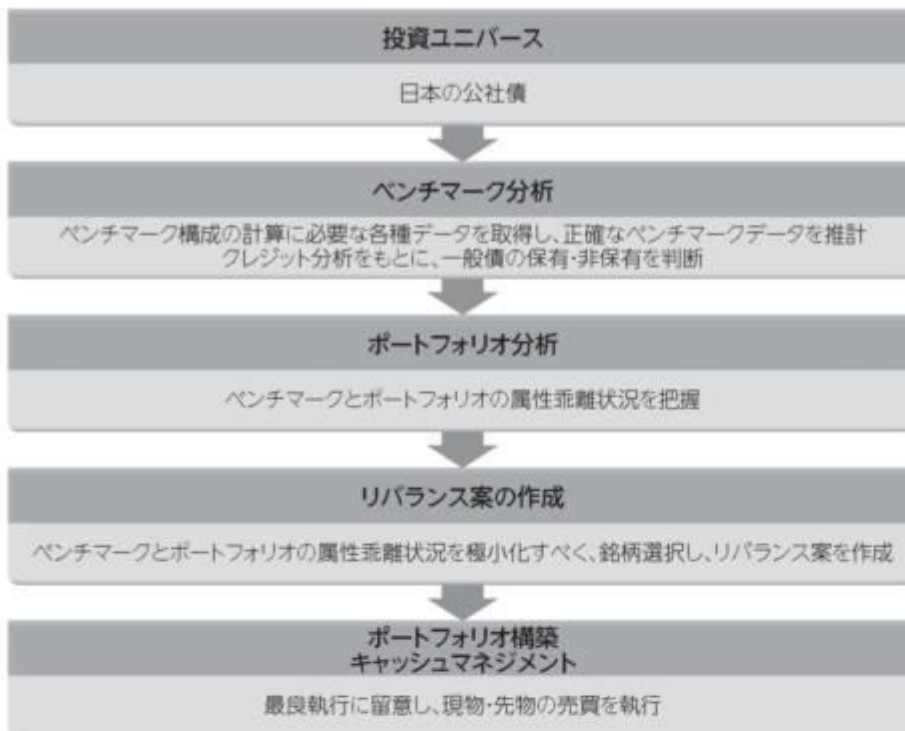 投資ユニバース
日本の公社債
ベンチマーク分析
ベンチマーク構成の計算に必要な各種データを取得し、正確なベンチマークデータを推計
クレジット分析をもとに、一般債の保有・非保有を判断
ポートフォリオ分析
ベンチマークとポートフォリオの属性乖離状況を把握
リバランス案の作成
ベンチマークとポートフォリオの属性乖離状況を極小化すべく、銘柄選択し、リバランス案を作成
ポートフォリオ構築
キャッシュマネジメント
最良執行に留意し、現物・先物の売買を執行